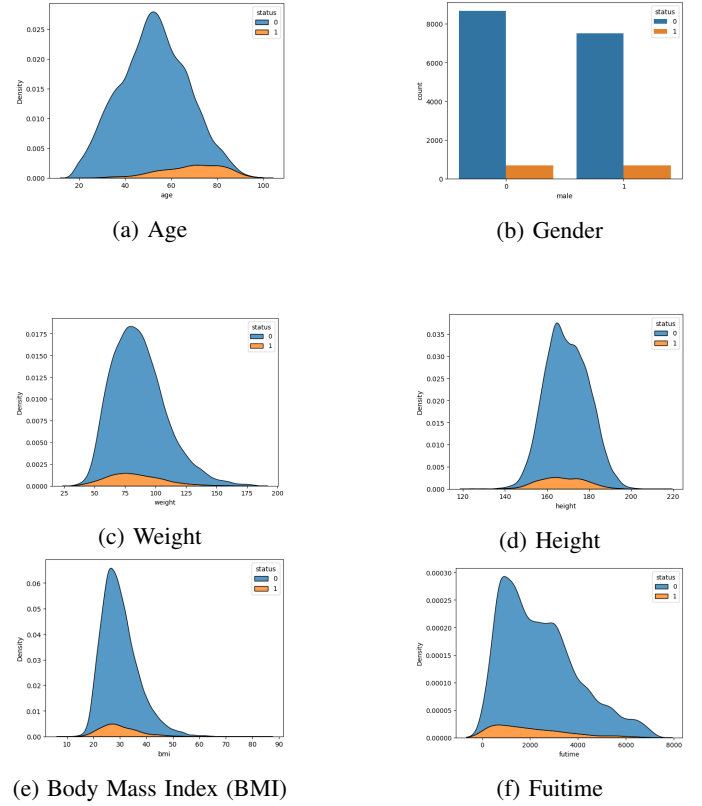 status
0
1
0.025
0.020
0.015
0.010
0.005
0.000
Density
20 40 60 80 100
age
(a) Age
status
0
1
8000
6000
4000
2000
0
count
0 1
male
(b) Gender
status
0
1
0.0175
0.0150
0.0125
0.0100
0.0075
0.0050
0.0025
0.0000
Density
25 50 75 100 125 150 175 200
weight
(c) Weight
status
0
1
0.035
0.030
0.025
0.020
0.015
0.010
0.005
0.000
Density
120 140 160 180 200 220
height
(d) Height
status
0
1
0.06
0.05
0.04
0.03
0.02
0.01
0.00
Density
10 20 30 40 50 60 70 80 90
bmi
(e) Body Mass Index (BMI)
status
0
1
0.00030
0.00025
0.00020
0.00015
0.00010
0.00005
0.00000
Density
0 2000 4000 6000 8000
futime
(f) Fuitime